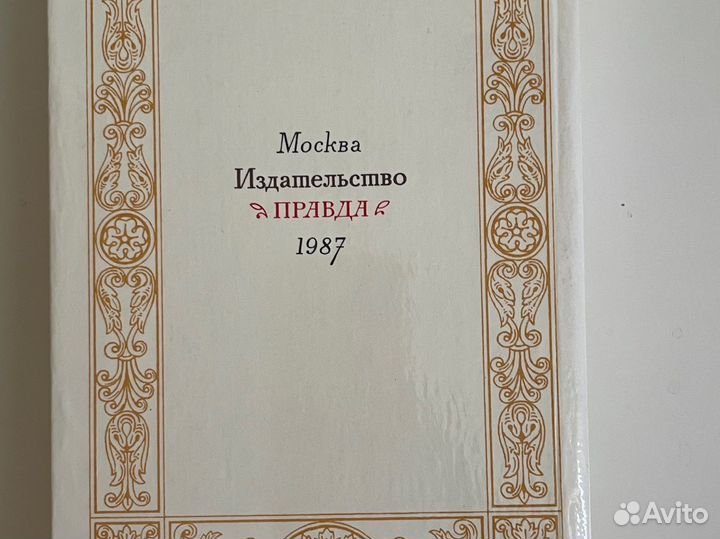 Москва
Издательство
ПРАВДА
1987
Avito